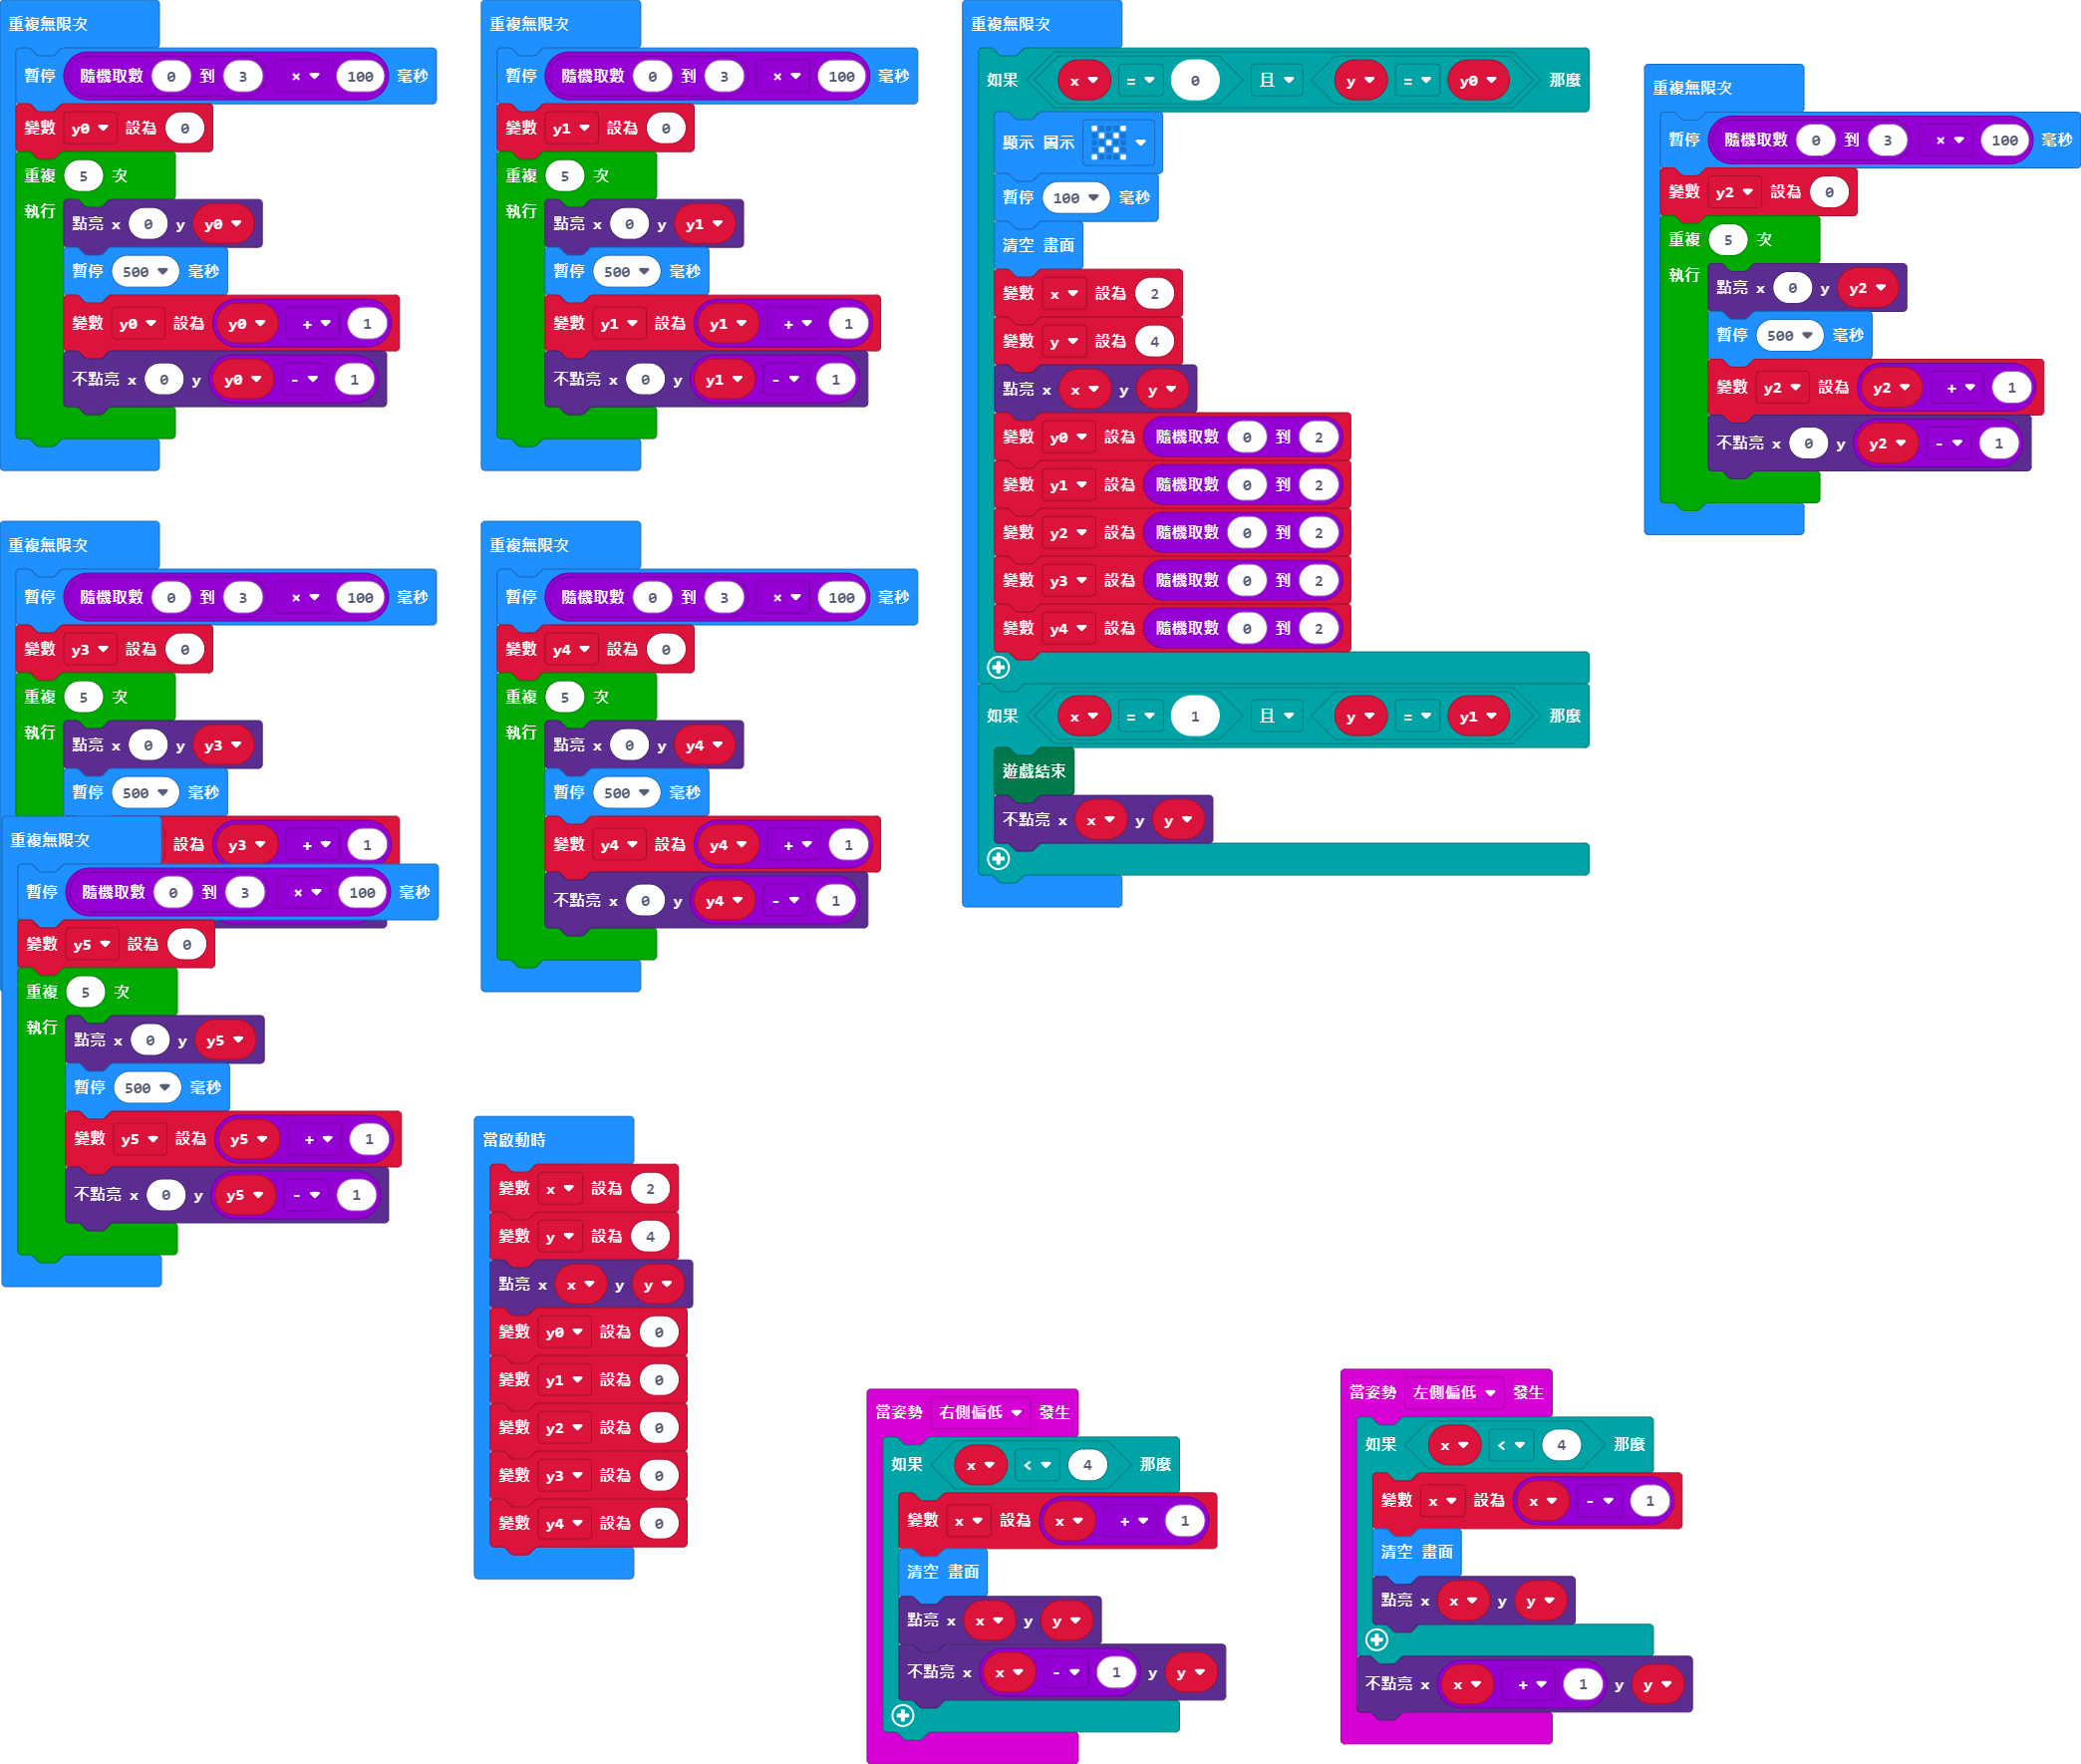 重複無限次
暫停 隨機取數 0 到 3 × 100 毫秒
變數 y0 設為 0
重複 5 次
執行
點亮 x 0 y y0
暫停 500 毫秒
變數 y0 設為 y0 + 1
不點亮 x 0 y y0 - 1
重複無限次
暫停 隨機取數 0 到 3 × 100 毫秒
變數 y1 設為 0
重複 5 次
執行
點亮 x 0 y y1
暫停 500 毫秒
變數 y1 設為 y1 + 1
不點亮 x 0 y y1 - 1
重複無限次
如果 x = 0 且 y = y0 那麼
顯示 圖示
暫停 100 毫秒
清空 畫面
變數 x 設為 2
變數 y 設為 4
點亮 x x y y
變數 y0 設為 隨機取數 0 到 2
變數 y1 設為 隨機取數 0 到 2
變數 y2 設為 隨機取數 0 到 2
變數 y3 設為 隨機取數 0 到 2
變數 y4 設為 隨機取數 0 到 2
如果 x = 1 且 y = y1 那麼
遊戲結束
不點亮 x x y y
重複無限次
暫停 隨機取數 0 到 3 × 100 毫秒
變數 y2 設為 0
重複 5 次
執行
點亮 x 0 y y2
暫停 500 毫秒
變數 y2 設為 y2 + 1
不點亮 x 0 y y2 - 1
重複無限次
暫停 隨機取數 0 到 3 × 100 毫秒
變數 y3 設為 0
重複 5 次
執行
點亮 x 0 y y3
暫停 500 毫秒
設為 y3 + 1
重複無限次
暫停 隨機取數 0 到 3 × 100 毫秒
變數 y5 設為 0
重複 5 次
執行
點亮 x 0 y y5
暫停 500 毫秒
變數 y5 設為 y5 + 1
不點亮 x 0 y y5 - 1
重複無限次
暫停 隨機取數 0 到 3 × 100 毫秒
變數 y4 設為 0
重複 5 次
執行
點亮 x 0 y y4
暫停 500 毫秒
變數 y4 設為 y4 + 1
不點亮 x 0 y y4 - 1
當啟動時
變數 x 設為 2
變數 y 設為 4
點亮 x x y y
變數 y0 設為 0
變數 y1 設為 0
變數 y2 設為 0
變數 y3 設為 0
變數 y4 設為 0
當姿勢 右側偏低 發生
如果 x < 4 那麼
變數 x 設為 x + 1
清空 畫面
點亮 x x y y
不點亮 x x - 1 y y
當姿勢 左側偏低 發生
如果 x < 4 那麼
變數 x 設為 x - 1
清空 畫面
點亮 x x y y
不點亮 x x + 1 y y